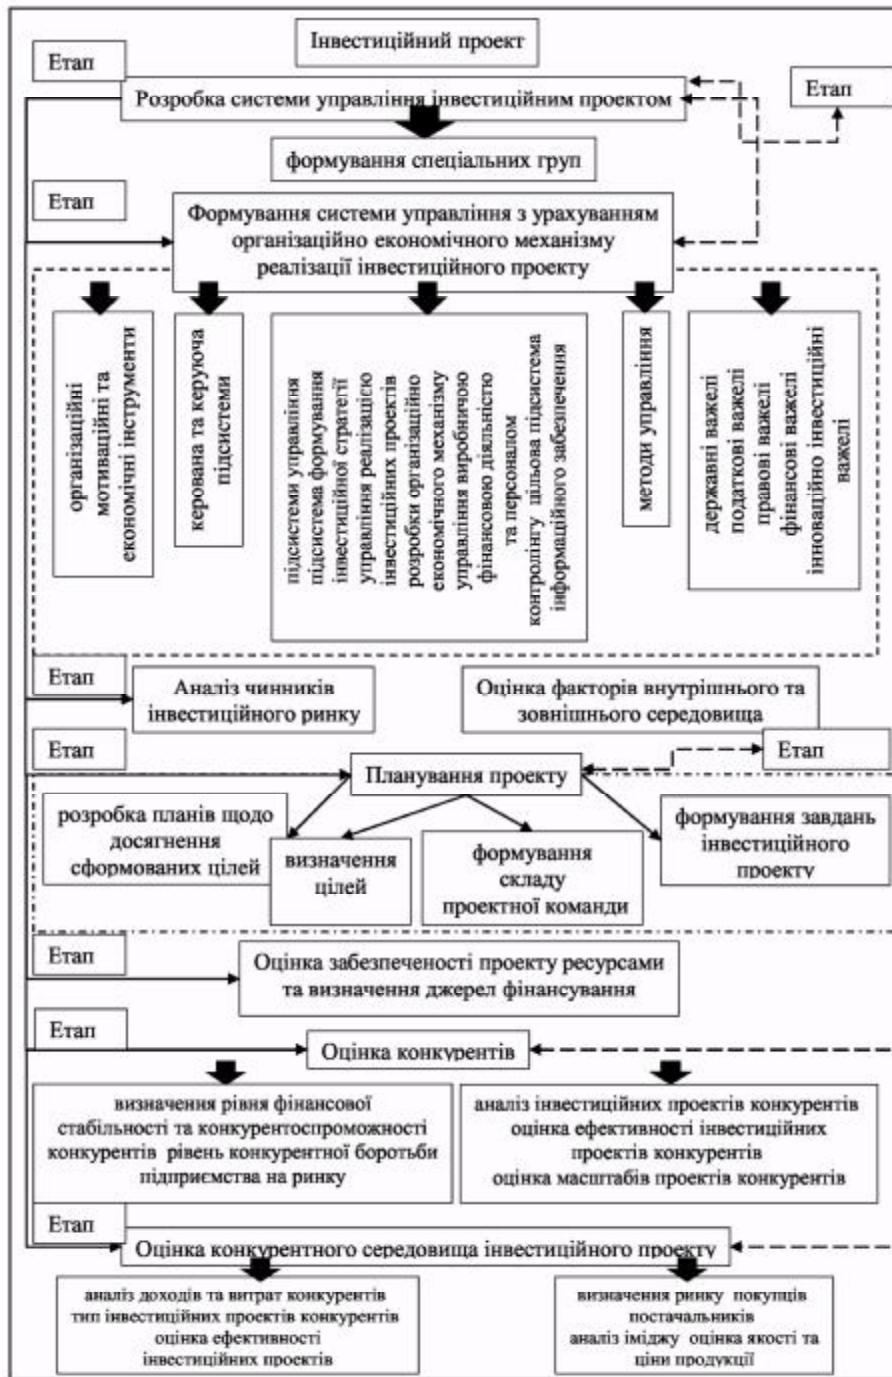 Інвестиційний проект
Етап
Розробка системи управління інвестиційним проектом
Етап
формування спеціальних груп
Етап
Формування системи управління з урахуванням
організаційно економічного механізму
реалізації інвестиційного проекту
організаційні
мотиваційні та
економічні інструменти
керована та керуюча
підсистеми
підсистеми управління
підсистема формування
інвестиційної стратегії
управління реалізацією
інвестиційних проектів
розробки організаційно
економічного механізму
управління виробничою
фінансовою діяльністю
та персоналом
контролінгу цільова підсистема
інформаційного забезпечення
методи управління
державні важелі
податкові важелі
правові важелі
фінансові важелі
інноваційно інвестиційні
важелі
Етап
Аналіз чинників
інвестиційного ринку
Оцінка факторів внутрішнього та
зовнішнього середовища
Етап
Планування проекту
Етап
розробка планів щодо
досягнення
сформованих цілей
визначення
цілей
формування
складу
проектної команди
формування завдань
інвестиційного
проекту
Етап
Оцінка забезпеченості проекту ресурсами
та визначення джерел фінансування
Етап
Оцінка конкурентів
визначення рівня фінансової
стабільності та конкурентоспроможності
конкурентів рівень конкурентної боротьби
підприємства на ринку
аналіз інвестиційних проектів конкурентів
оцінка ефективності інвестиційних
проектів конкурентів
оцінка масштабів проектів конкурентів
Етап
Оцінка конкурентного середовища інвестиційного проекту
аналіз доходів та витрат конкурентів
тип інвестиційних проектів конкурентів
оцінка ефективності
інвестиційних проектів
визначення ринку покупців
постачальників
аналіз іміджу оцінка якості та
ціни продукції